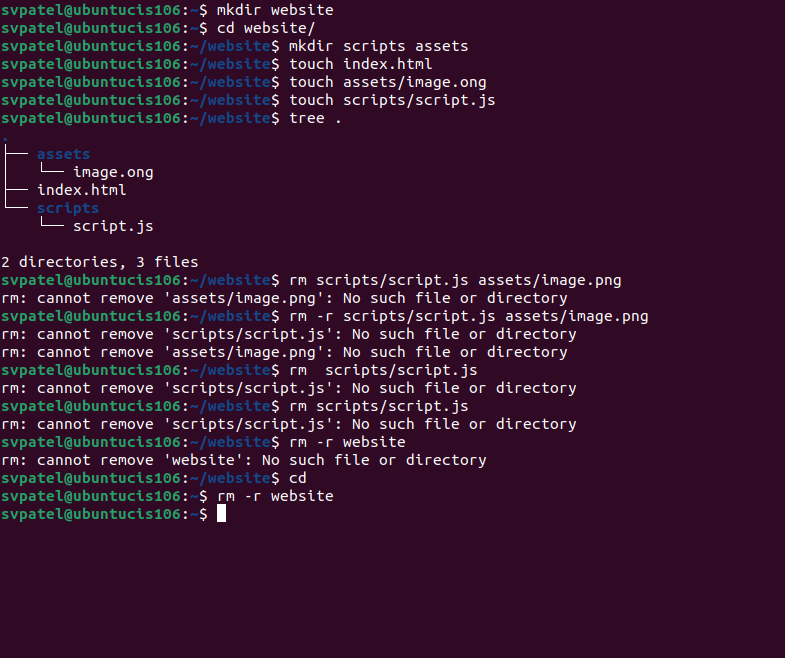 svpatel@ubuntucis106:~$ mkdir website
svpatel@ubuntucis106:~$ cd website/
svpatel@ubuntucis106:~/website$ mkdir scripts assets
svpatel@ubuntucis106:~/website$ touch index.html
svpatel@ubuntucis106:~/website$ touch assets/image.ong
svpatel@ubuntucis106:~/website$ touch scripts/script.js
svpatel@ubuntucis106:~/website$ tree .
.
├── assets
│   └── image.ong
├── index.html
└── scripts
    └── script.js

2 directories, 3 files
svpatel@ubuntucis106:~/website$ rm scripts/script.js assets/image.png
rm: cannot remove 'assets/image.png': No such file or directory
svpatel@ubuntucis106:~/website$ rm -r scripts/script.js assets/image.png
rm: cannot remove 'scripts/script.js': No such file or directory
rm: cannot remove 'assets/image.png': No such file or directory
svpatel@ubuntucis106:~/website$ rm  scripts/script.js
rm: cannot remove 'scripts/script.js': No such file or directory
svpatel@ubuntucis106:~/website$ rm scripts/script.js
rm: cannot remove 'scripts/script.js': No such file or directory
svpatel@ubuntucis106:~/website$ rm -r website
rm: cannot remove 'website': No such file or directory
svpatel@ubuntucis106:~/website$ cd
svpatel@ubuntucis106:~$ rm -r website
svpatel@ubuntucis106:~$